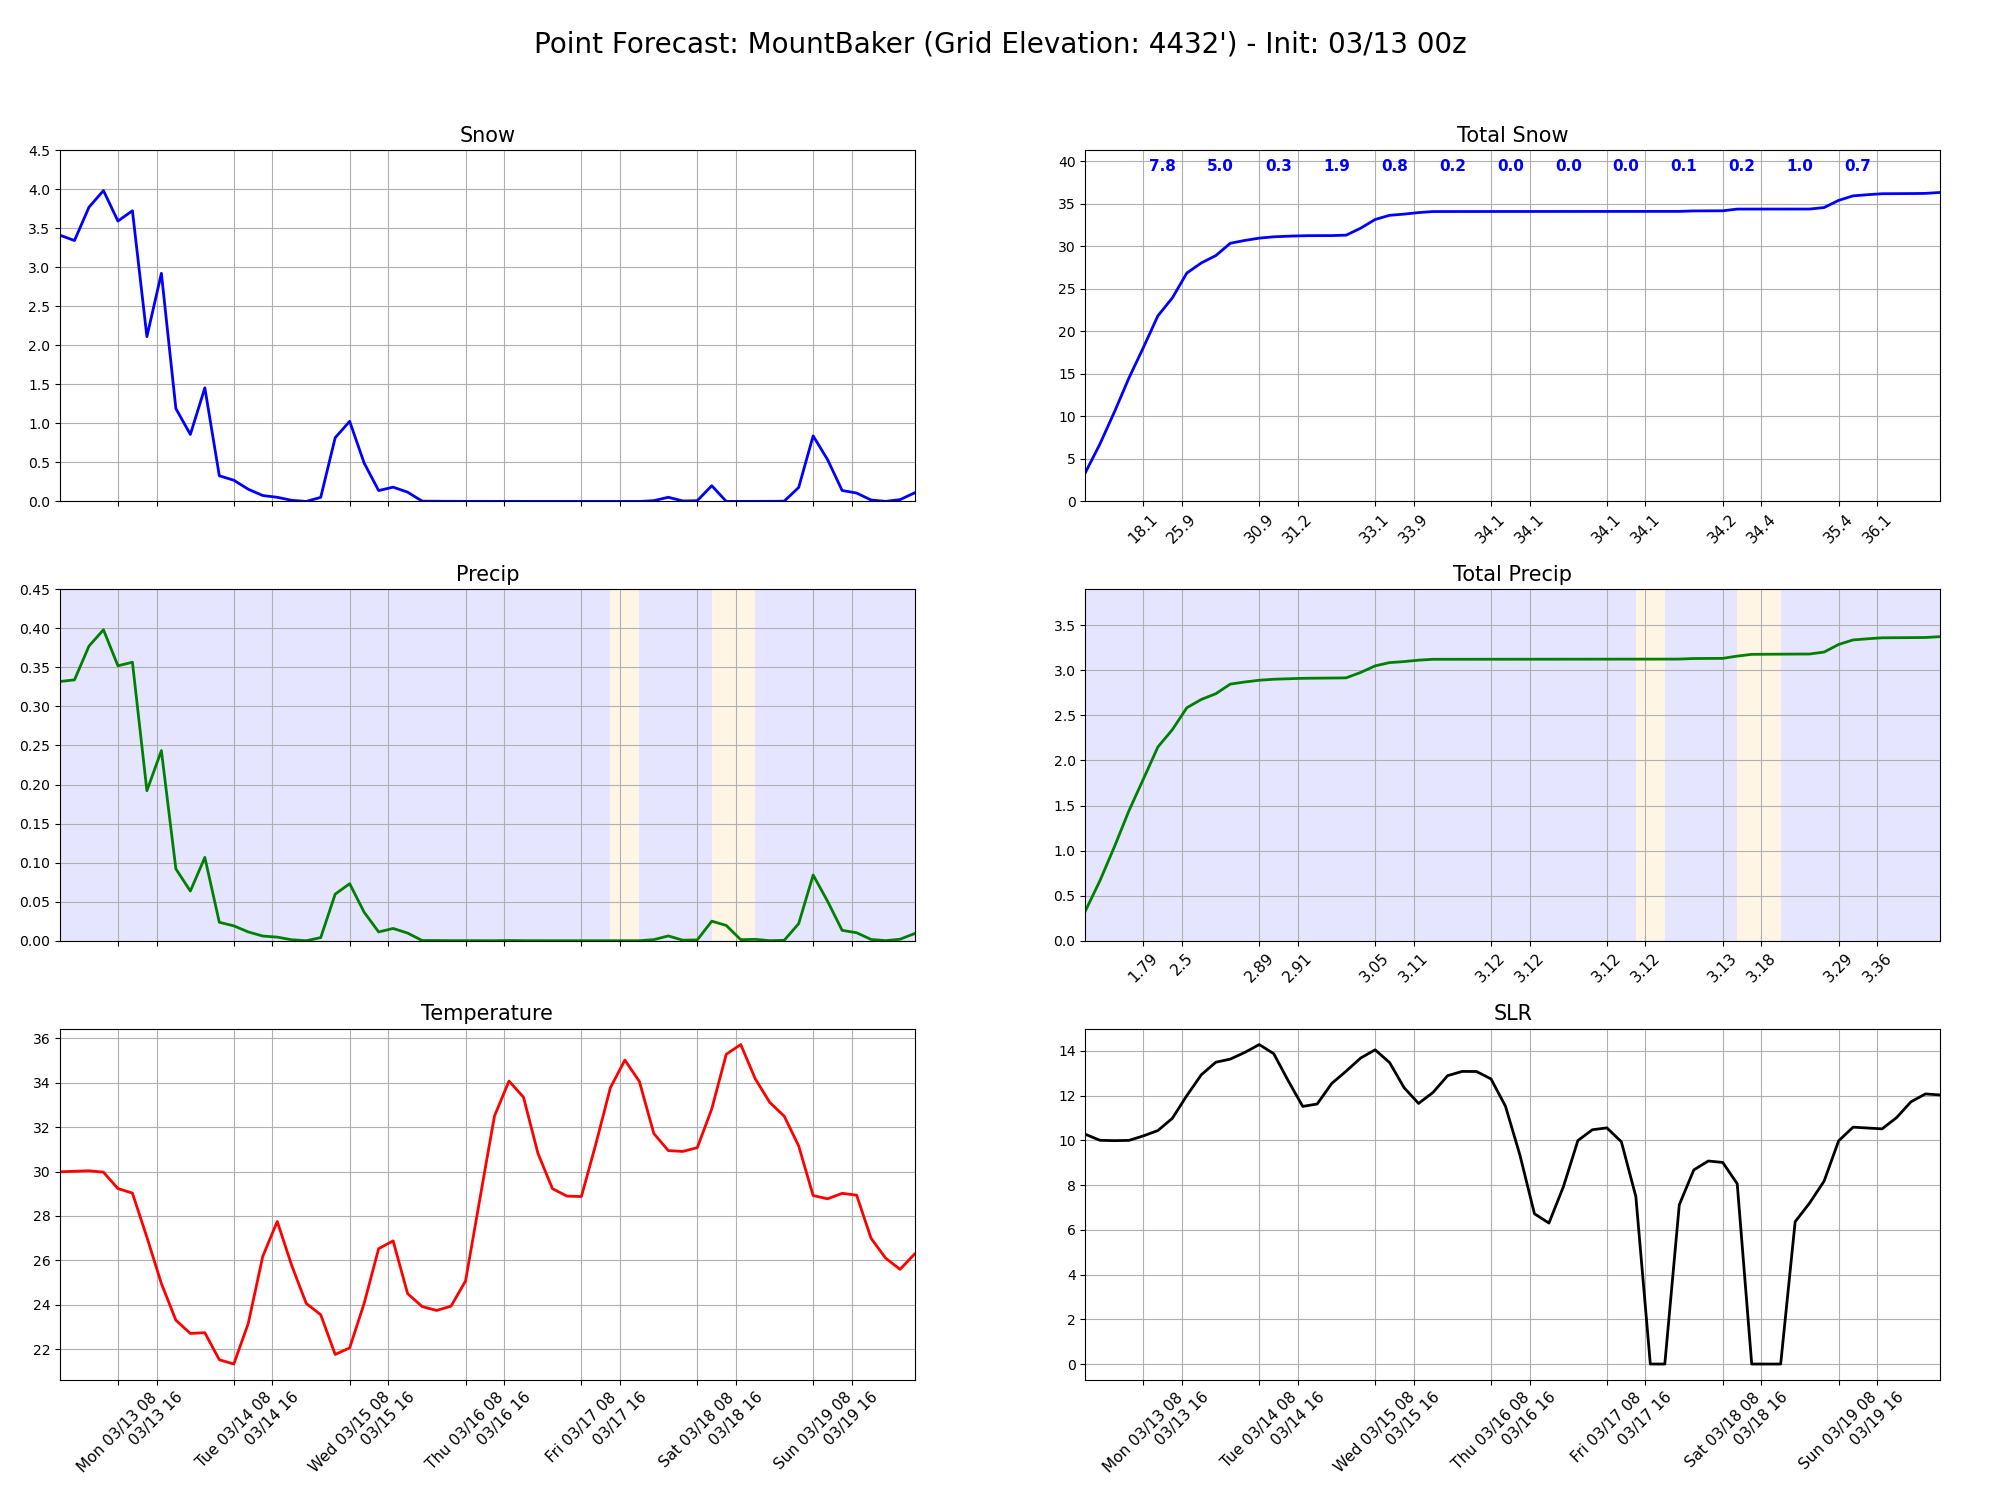 Point Forecast: MountBaker (Grid Elevation: 4432') - Init: 03/13 00z
Snow
4.5
4.0
3.5
3.0
2.5
2.0
1.5
1.0
0.5
0.0
Total Snow
7.8 5.0 0.3 1.9 0.8 0.2 0.0 0.0 0.0 0.1 0.2 1.0 0.7
40
35
30
25
20
15
10
5
0
18.1 25.9 30.9 31.2 33.1 33.9 34.1 34.1 34.1 34.1 34.2 34.4 35.4 36.1
Precip
0.45
0.40
0.35
0.30
0.25
0.20
0.15
0.10
0.05
0.00
Total Precip
3.5
3.0
2.5
2.0
1.5
1.0
0.5
0.0
1.79 2.5 2.89 2.91 3.05 3.11 3.12 3.12 3.12 3.12 3.13 3.18 3.29 3.36
Temperature
36
34
32
30
28
26
24
22
Mon 03/13 08
03/13 16
Tue 03/14 08
03/14 16
Wed 03/15 08
03/15 16
Thu 03/16 08
03/16 16
Fri 03/17 08
03/17 16
Sat 03/18 08
03/18 16
Sun 03/19 08
03/19 16
SLR
14
12
10
8
6
4
2
0
Mon 03/13 08
03/13 16
Tue 03/14 08
03/14 16
Wed 03/15 08
03/15 16
Thu 03/16 08
03/16 16
Fri 03/17 08
03/17 16
Sat 03/18 08
03/18 16
Sun 03/19 08
03/19 16